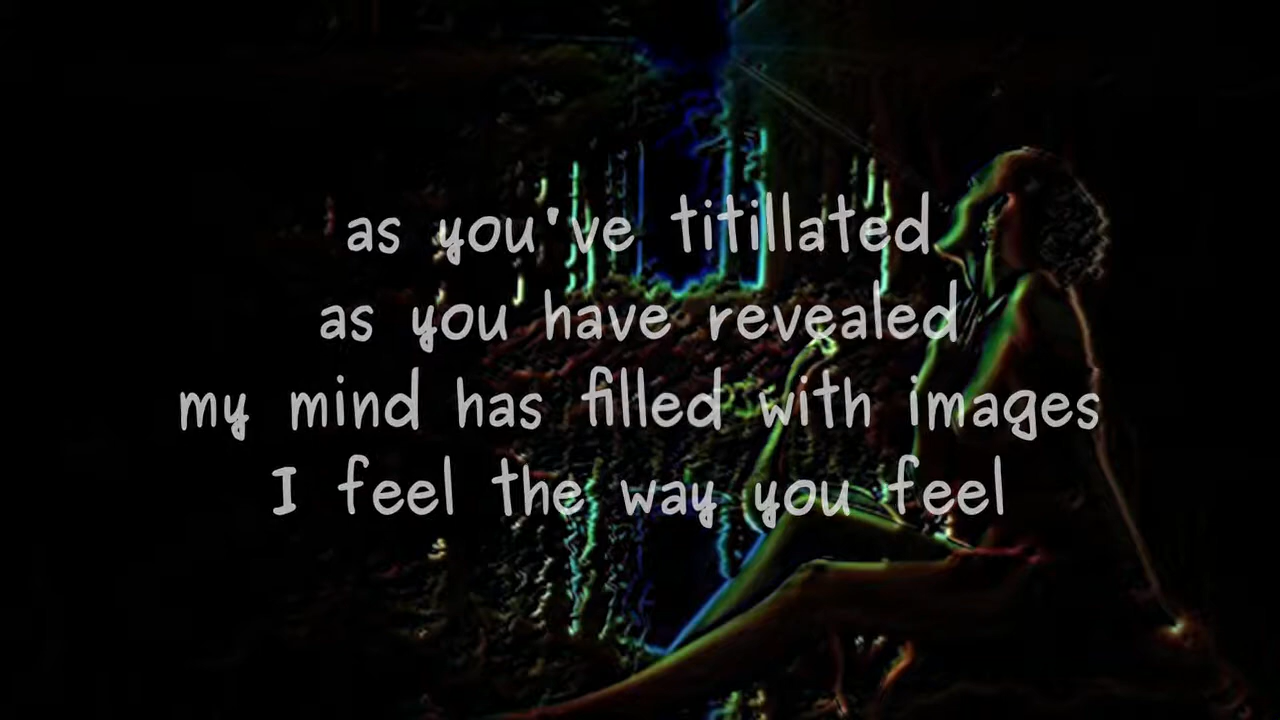 as you've titillated
as you have revealed
my mind has filled with images
I feel the way you feel